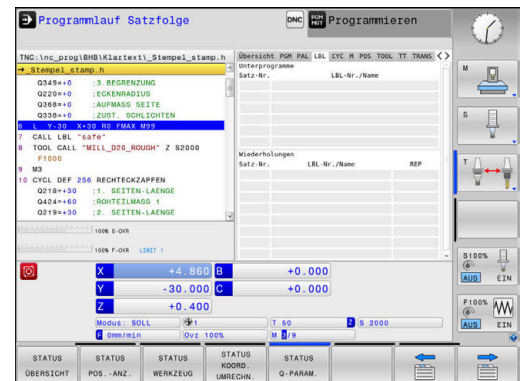 Programmlauf Satzfolge
DNC
PGM MGT
Programmieren
TNC:\nc_prog\BHB\Klartext\_Stempel_stamp.h
→_Stempel_stamp.h
Q349=+0 ;3.BEGRENZUNG
Q220=+0 ;ECKENRADIUS
Q368=+0 ;AUFMASS SEITE
Q338=+0 ;ZUST. SCHLICHTEN
6 L Y-30 X+30 R0 FMAX M99
7 CALL LBL "safe"
8 TOOL CALL "MILL_D20_ROUGH" Z S2000
F1000
9 M3
10 CYCL DEF 256 RECHTECKZAPFEN
Q218=+30 ;1. SEITEN-LAENGE
Q424=+60 ;ROHTEILMASS 1
Q219=+30 ;2. SEITEN-LAENGE
100% S-OVR
100% F-OVR LIMIT 1
Übersicht PGM PAL LBL CYC M POS TOOL TT TRANS
Unterprogramme
Satz-Nr. LBL-Nr./Name
Wiederholungen
Satz-Nr. LBL-Nr./Name REP
X +4.860 B +0.000
Y -30.000 C +0.000
Z +0.400
Modus: SOLL 1 T 50 Z S 2000
F 0mm/min Ovr 100% M 5/9
M
S
T
S100%
AUS EIN
F100%
AUS EIN
STATUS ÜBERSICHT
STATUS POS.-ANZ.
STATUS WERKZEUG
STATUS KOORD. UMRECHN.
STATUS Q-PARAM.